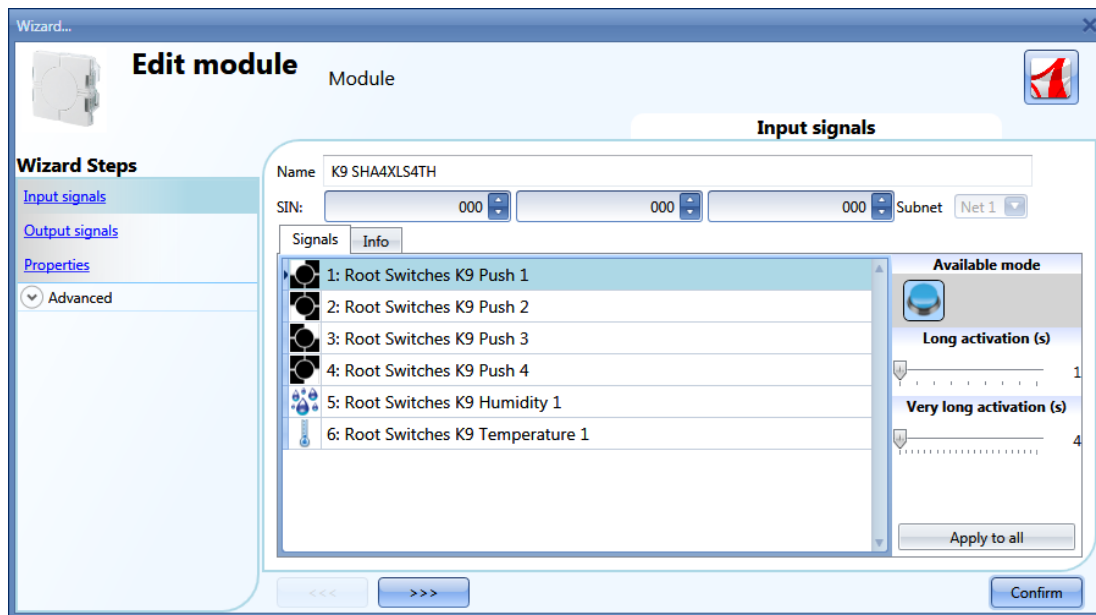 Wizard...
Edit module
Module
Input signals
Wizard Steps
Input signals
Output signals
Properties
Advanced
Name K9 SHA4XLS4TH
SIN: 000 000 000 Subnet Net 1
Signals Info
1: Root Switches K9 Push 1
2: Root Switches K9 Push 2
3: Root Switches K9 Push 3
4: Root Switches K9 Push 4
5: Root Switches K9 Humidity 1
6: Root Switches K9 Temperature 1
Available mode
Long activation (s)
1
Very long activation (s)
4
Apply to all
<<< >>> Confirm